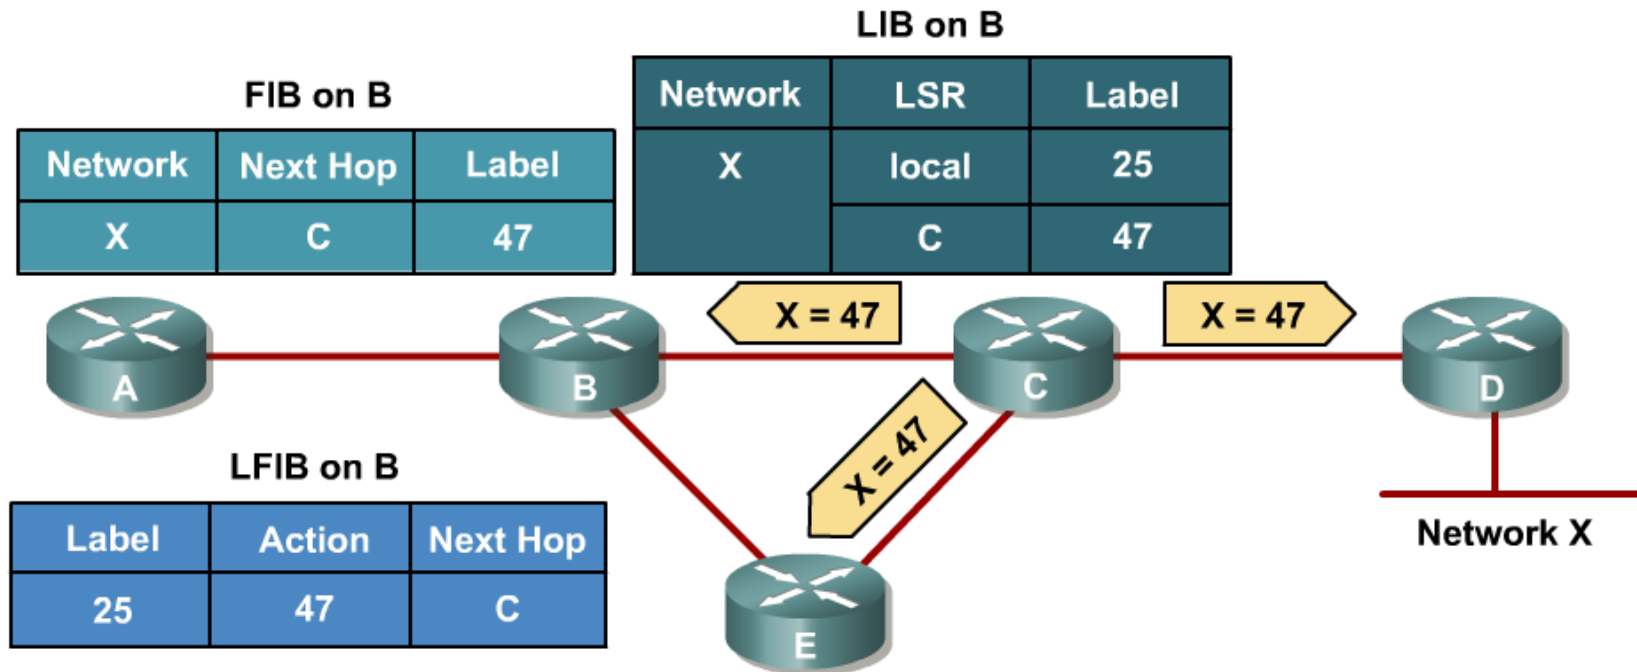 LIB on B
Network LSR Label
X local 25
C 47
FIB on B
Network Next Hop Label
X C 47
X = 47
X = 47
A
B
C
D
X = 47
LFIB on B
Label Action Next Hop
25 47 C
E
Network X